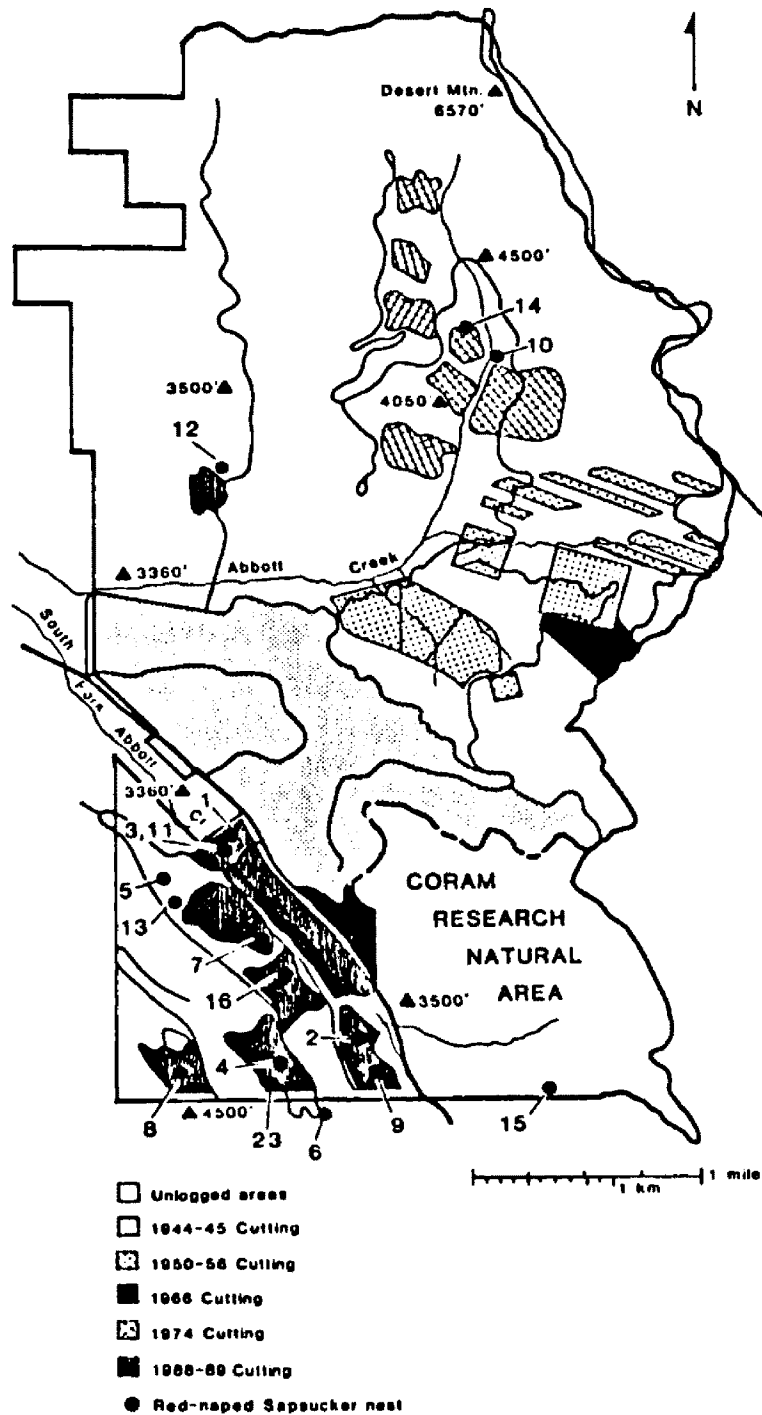 Desert Mtn.
6570'
N
4500'
14
10
3500'
4050'
12
3360'
Abbott Creek
South Fork Abbott
3360'
1
C.
3,11
5
13
7
16
CORAM
RESEARCH
NATURAL
AREA
3500'
2
4
8
4500'
23
6
9
15
1 mile
1 km
Unlogged areas
1944-45 Cutting
1950-56 Cutting
1966 Cutting
1974 Cutting
1988-89 Cutting
Red-naped Sapsucker nest